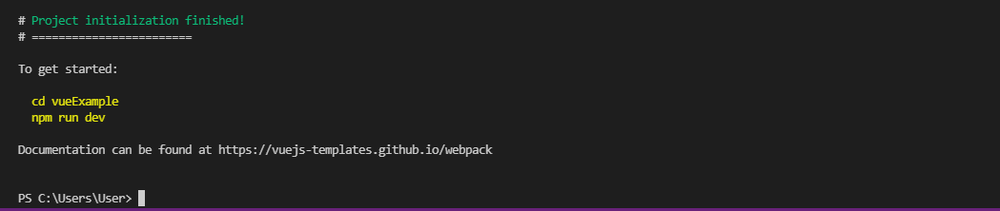 # Project initialization finished!
# ========================
To get started:
cd vueExample
npm run dev
Documentation can be found at https://vuejs-templates.github.io/webpack
PS C:\Users\User>